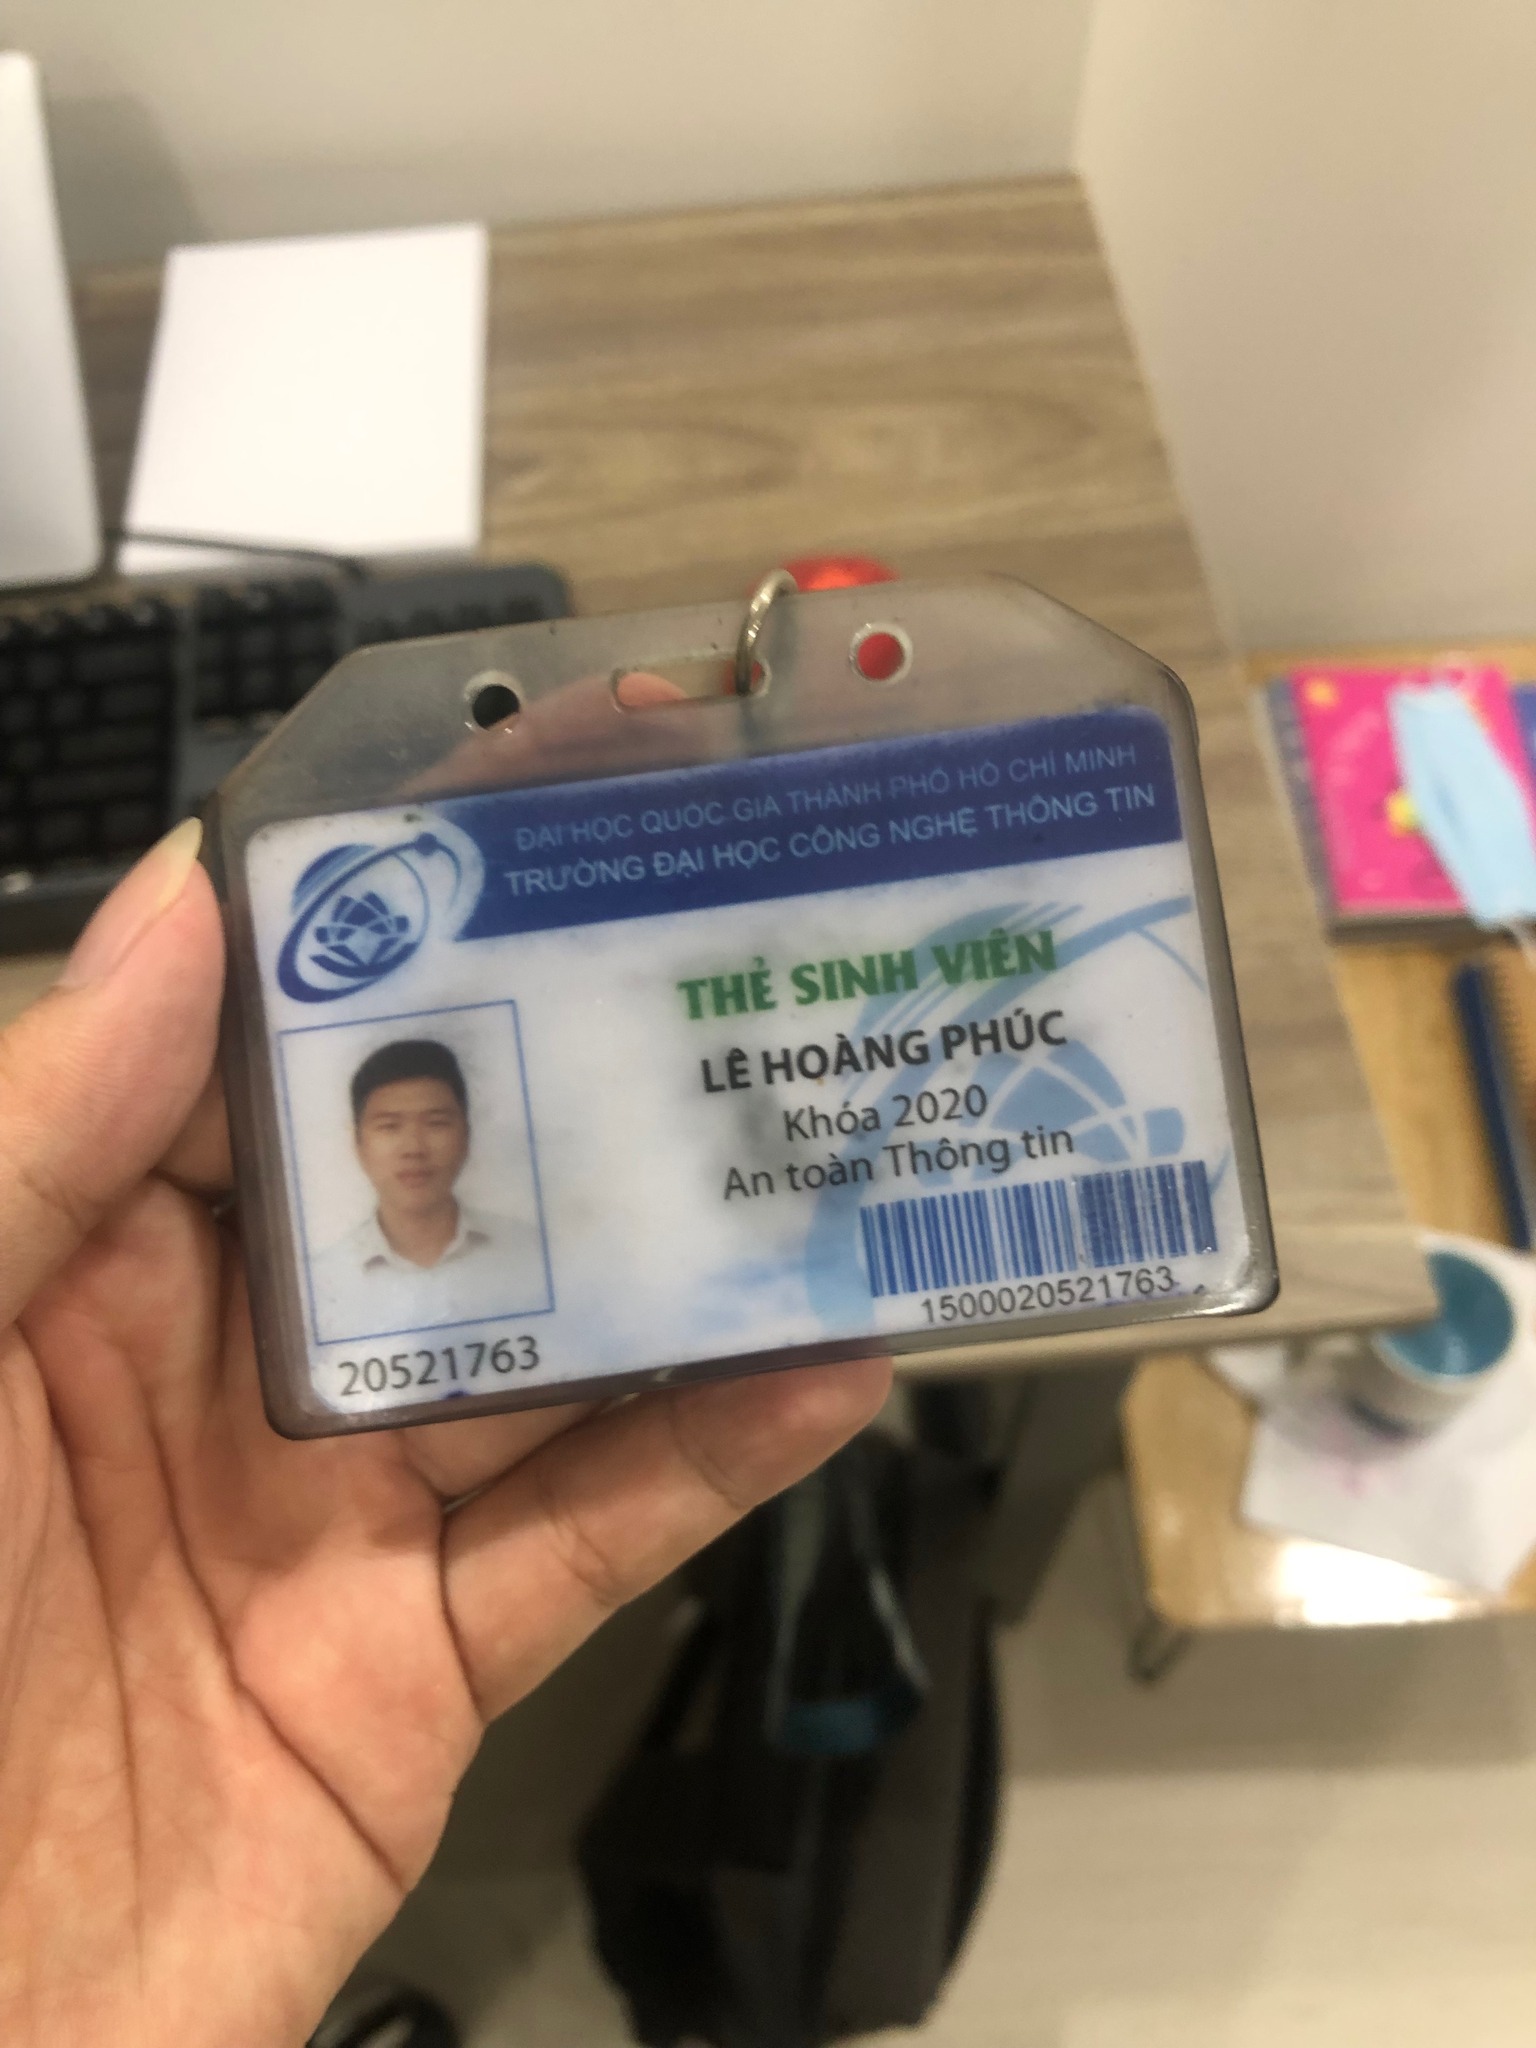 ĐẠI HỌC QUỐC GIA THÀNH PHỐ HỒ CHÍ MINH
TRƯỜNG ĐẠI HỌC CÔNG NGHỆ THÔNG TIN
THẺ SINH VIÊN
LÊ HOÀNG PHÚC
Khóa 2020
An toàn Thông tin
1500020521763
20521763